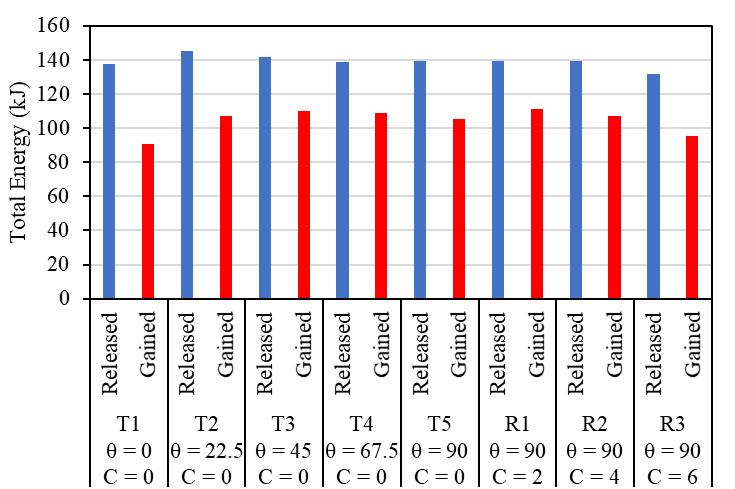 160
140
120
100
80
60
40
20
0
Total Energy (kJ)
Released Gained Released Gained Released Gained Released Gained Released Gained Released Gained Released Gained Released Gained
T1 T2 T3 T4 T5 R1 R2 R3
θ = 0 θ = 22.5 θ = 45 θ = 67.5 θ = 90 θ = 90 θ = 90 θ = 90
C = 0 C = 0 C = 0 C = 0 C = 0 C = 2 C = 4 C = 6